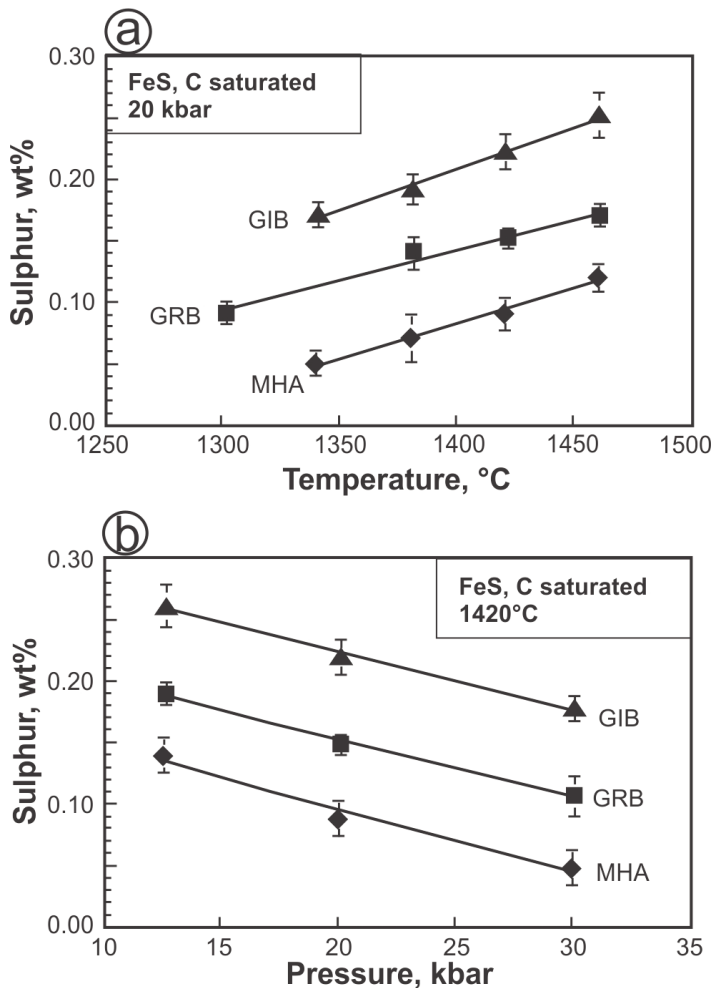 a
0.30
FeS, C saturated
20 kbar
0.20
GIB
0.10
GRB
MHA
0.00
Sulphur, wt%
1250 1300 1350 1400 1450 1500
Temperature, °C
b
0.30
FeS, C saturated
1420°C
0.20
GIB
GRB
0.10
MHA
0.00
Sulphur, wt%
10 15 20 25 30 35
Pressure, kbar